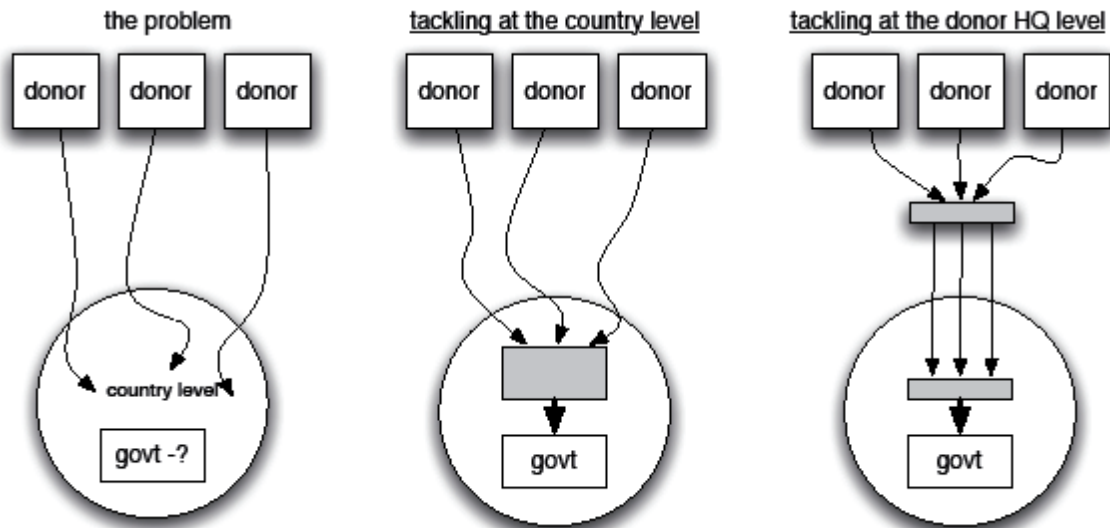 the problem
tackling at the country level
tackling at the donor HQ level
donor
donor
donor
donor
donor
donor
donor
donor
donor
country level
govt -?
govt
govt